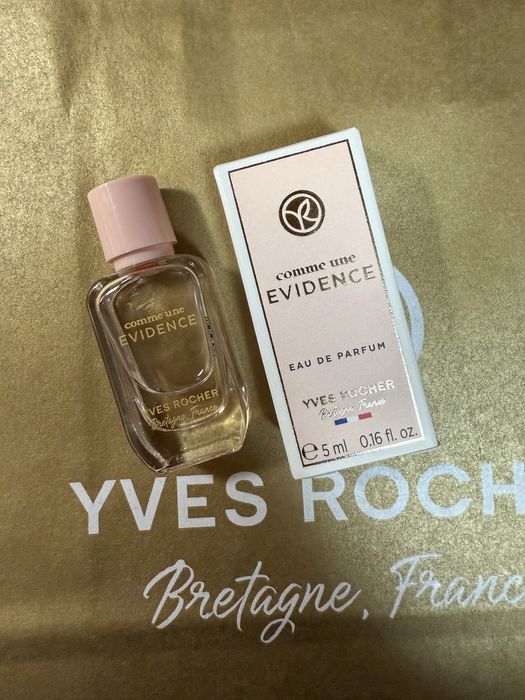 comme une
EVIDENCE
YVES ROCHER
Bretagne, France
comme une
EVIDENCE
EAU DE PARFUM
YVES ROCHER
Bretagne, France
e 5 ml 0.16 fl. oz.
YVES ROCH
Bretagne, Franc